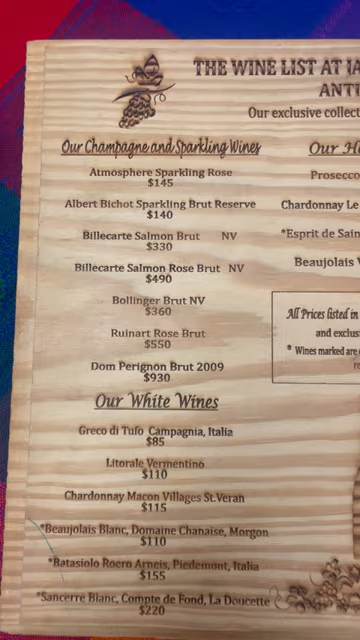 THE WINE LIST AT
ANTI
Our exclusive collect
Our Champagne and Sparkling Wines
Atmosphere Sparkling Rose
$145
Albert Bichot Sparkling Brut Reserve
$140
Billecarte Salmon Brut NV
$330
Billecarte Salmon Rose Brut NV
$490
Bollinger Brut NV
$360
Ruinart Rose Brut
$550
Dom Perignon Brut 2009
$930
Our White Wines
Greco di Tufo Campagnia, Italia
$85
Litorale Vermentino
$110
Chardonnay Macon Villages St.Veran
$115
*Beaujolais Blanc, Domaine Chanaise, Morgon
$110
*Batasiolo Roero Arneis, Piedemont, Italia
$155
*Sancerre Blanc, Compte de Fond, La Doucette
$220
Our
Prosecco
Chardonnay Le
*Esprit de Sain
Beaujolais
All Prices listed in
and exclus
* Wines marked are